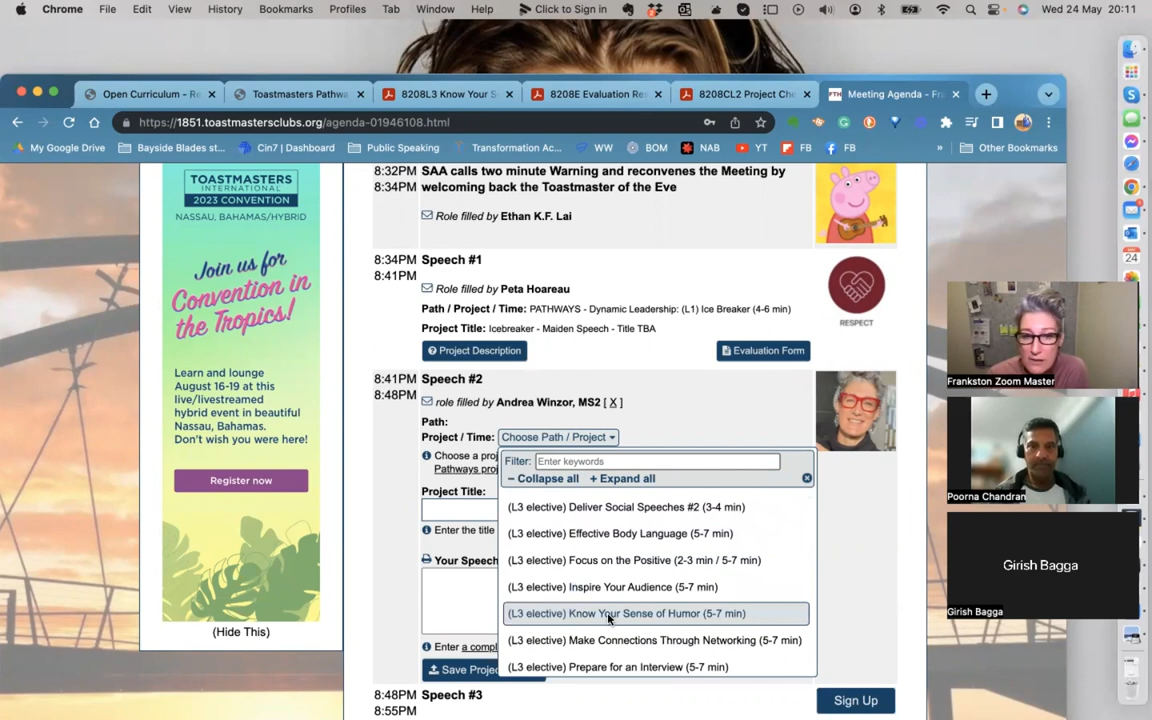 Chrome File Edit View History Bookmarks Profiles Tab Window Help Click to Sign in Wed 24 May 20:11
Open Curriculum - Re
Toastmasters Pathwa
8208L3 Know Your S
8208E Evaluation Res
8208CL2 Project Che
FTH Meeting Agenda - Fra
https://1851.toastmastersclubs.org/agenda-01946108.html
My Google Drive Bayside Blades st... Cin7 | Dashboard Public Speaking Transformation Ac... WW BOM NAB YT FB FB » Other Bookmarks
TOASTMASTERS
INTERNATIONAL
2023 CONVENTION
NASSAU, BAHAMAS/HYBRID
Join us for
Convention in
the Tropics!
Learn and lounge
August 16-19 at this
live/livestreamed
hybrid event in beautiful
Nassau, Bahamas.
Don't wish you were here!
Register now
(Hide This)
8:32PM
8:34PM
SAA calls two minute Warning and reconvenes the Meeting by
welcoming back the Toastmaster of the Eve
Role filled by Ethan K.F. Lai
8:34PM
8:41PM
Speech #1
Role filled by Peta Hoareau
Path / Project / Time: PATHWAYS - Dynamic Leadership: (L1) Ice Breaker (4-6 min)
Project Title: Icebreaker - Maiden Speech - Title TBA
Project Description
Evaluation Form
RESPECT
8:41PM
8:48PM
Speech #2
role filled by Andrea Winzor, MS2 [ X ]
Path:
Project / Time: Choose Path / Project
Choose a proj
Pathways proj
Filter: Enter keywords
− Collapse all + Expand all
(L3 elective) Deliver Social Speeches #2 (3-4 min)
(L3 elective) Effective Body Language (5-7 min)
(L3 elective) Focus on the Positive (2-3 min / 5-7 min)
(L3 elective) Inspire Your Audience (5-7 min)
(L3 elective) Know Your Sense of Humor (5-7 min)
(L3 elective) Make Connections Through Networking (5-7 min)
(L3 elective) Prepare for an Interview (5-7 min)
Project Title:
Enter the title
Your Speech
Enter a compl
Save Projec
8:48PM
8:55PM
Speech #3
Sign Up
24
Frankston Zoom Master
Poorna Chandran
Girish Bagga
Girish Bagga